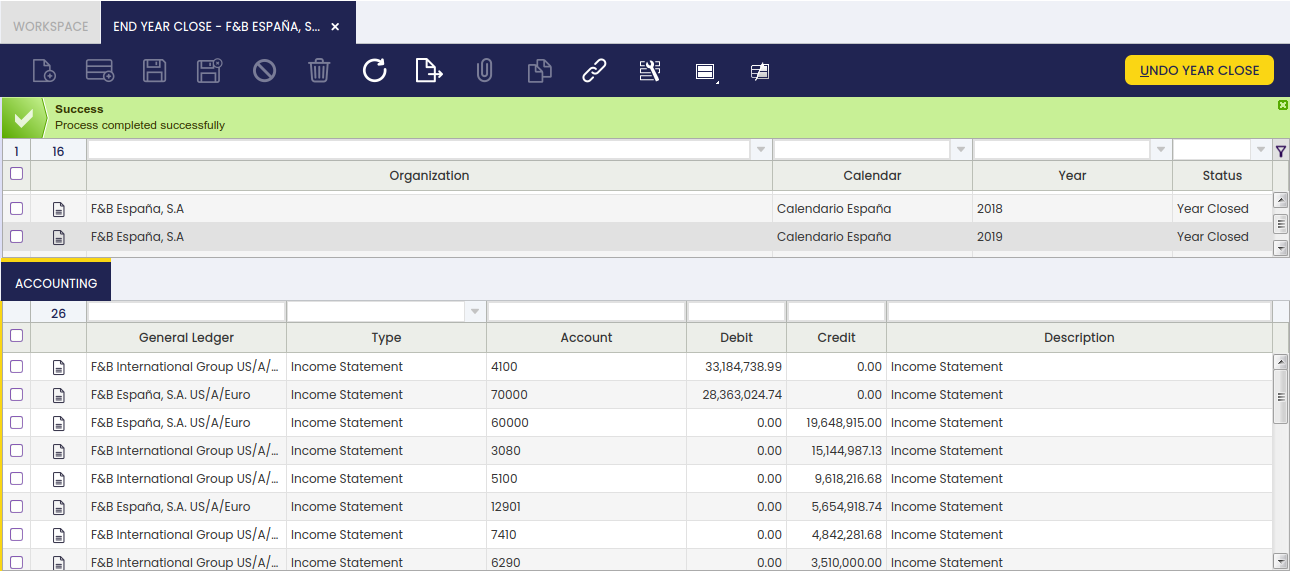 WORKSPACE END YEAR CLOSE - F&B ESPAÑA, S... ×
UNDO YEAR CLOSE
Success
Process completed successfully
1 16
Organization Calendar Year Status
F&B España, S.A Calendario España 2018 Year Closed
F&B España, S.A Calendario España 2019 Year Closed
ACCOUNTING
26
General Ledger Type Account Debit Credit Description
F&B International Group US/A/... Income Statement 4100 33,184,738.99 0.00 Income Statement
F&B España, S.A. US/A/Euro Income Statement 70000 28,363,024.74 0.00 Income Statement
F&B España, S.A. US/A/Euro Income Statement 60000 0.00 19,648,915.00 Income Statement
F&B International Group US/A/... Income Statement 3080 0.00 15,144,987.13 Income Statement
F&B International Group US/A/... Income Statement 5100 0.00 9,618,216.68 Income Statement
F&B España, S.A. US/A/Euro Income Statement 12901 0.00 5,654,918.74 Income Statement
F&B International Group US/A/... Income Statement 7410 0.00 4,842,281.68 Income Statement
F&B International Group US/A/... Income Statement 6290 0.00 3,510,000.00 Income Statement